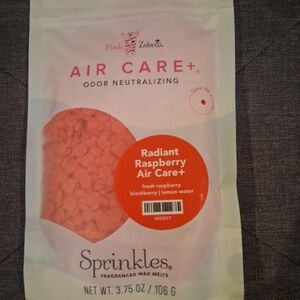 Pink Zebra
AIR CARE+
ODOR NEUTRALIZING
Radiant
Raspberry
Air Care+
fresh raspberry
blackberry | lemon water
Sprinkles®
FRAGRANCED WAX MELTS
NET WT. 3.75 OZ / 106 G